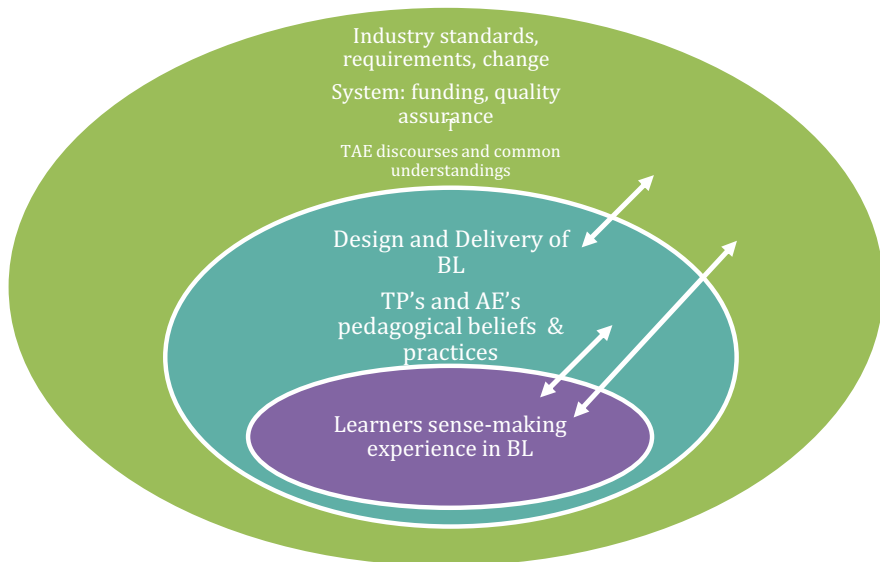 Industry standards,
requirements, change
System: funding, quality
assurance
T
TAE discourses and common
understandings
Design and Delivery of
BL
TP’s and AE’s
pedagogical beliefs &
practices
Learners sense-making
experience in BL